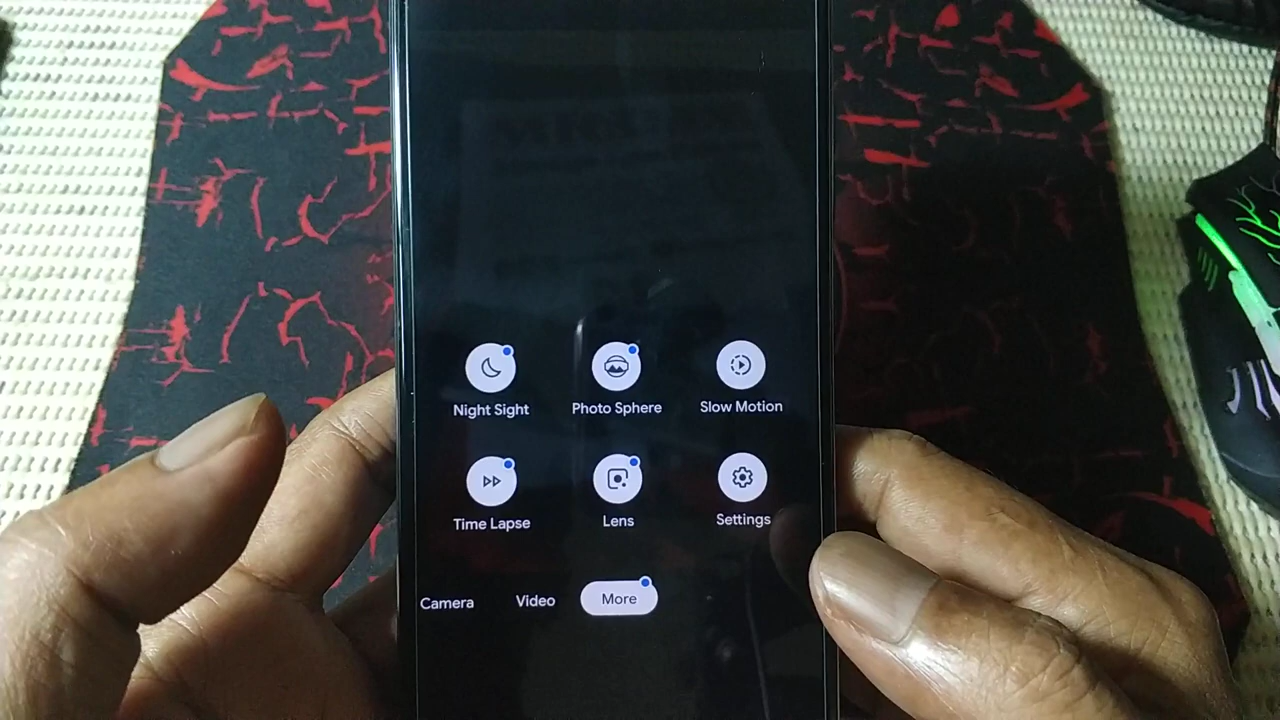 Night Sight
Photo Sphere
Slow Motion
Time Lapse
Lens
Settings
Camera
Video
More